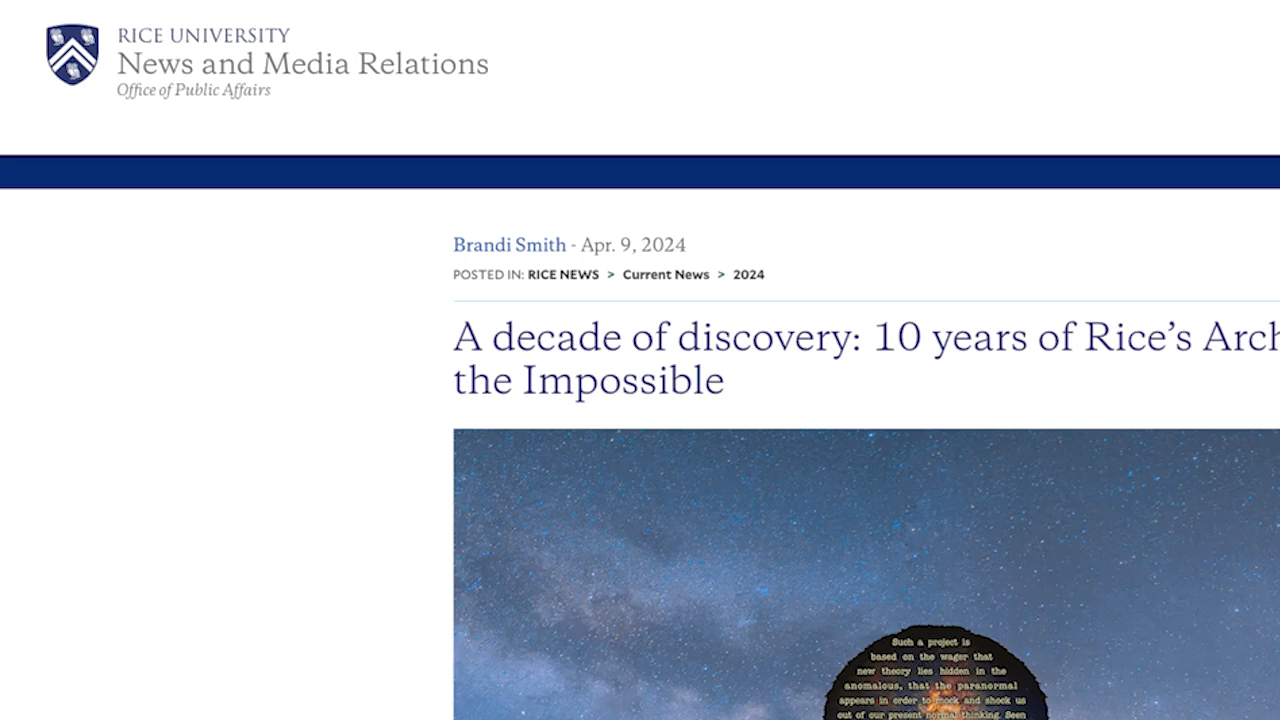 RICE UNIVERSITY
News and Media Relations
Office of Public Affairs
Brandi Smith - Apr. 9, 2024
POSTED IN: RICE NEWS > Current News > 2024
A decade of discovery: 10 years of Rice’s Arch
the Impossible
Such a project is
based on the wager that
new theory lies hidden in the
anomalous, that the paranormal
appears in order to mock and shock us
out of our present normal thinking. Seen